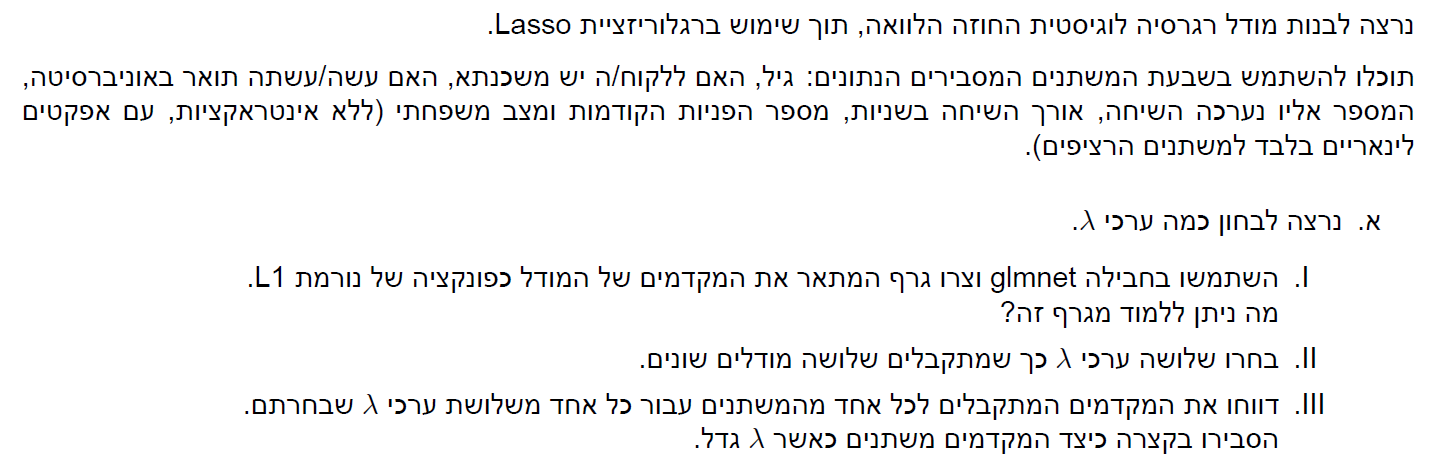 נרצה לבנות מודל רגרסיה לוגיסטית החוזה הלוואה, תוך שימוש ברגלוריזציית Lasso.
תוכלו להשתמש בשבעת המשתנים המסבירים הנתונים: גיל, האם ללקוח/ה יש משכנתא, האם עשה/עשתה תואר באוניברסיטה,
המספר אליו נערכה השיחה, אורך השיחה בשניות, מספר הפניות הקודמות ומצב משפחתי (ללא אינטראקציות, עם אפקטים
לינאריים בלבד למשתנים הרציפים).
א. נרצה לבחון כמה ערכי λ.
I. השתמשו בחבילה glmnet וצרו גרף המתאר את המקדמים של המודל כפונקציה של נורמת L1.
מה ניתן ללמוד מגרף זה?
II. בחרו שלושה ערכי λ כך שמתקבלים שלושה מודלים שונים.
III. דווחו את המקדמים המתקבלים לכל אחד מהמשתנים עבור כל אחד משלושת ערכי λ שבחרתם.
הסבירו בקצרה כיצד המקדמים משתנים כאשר λ גדל.